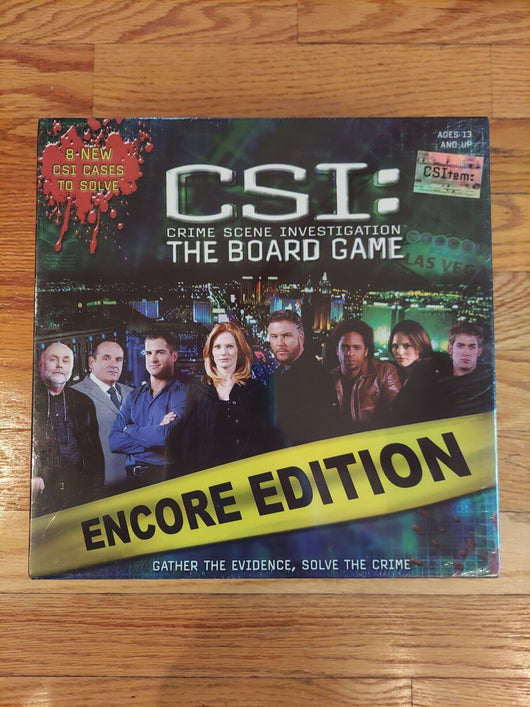 8 NEW
CSI CASES
TO SOLVE
AGES 13
AND UP
CSItem:
CSI:
CRIME SCENE INVESTIGATION
THE BOARD GAME
LAS VEG
ENCORE EDITION
GATHER THE EVIDENCE, SOLVE THE CRIME